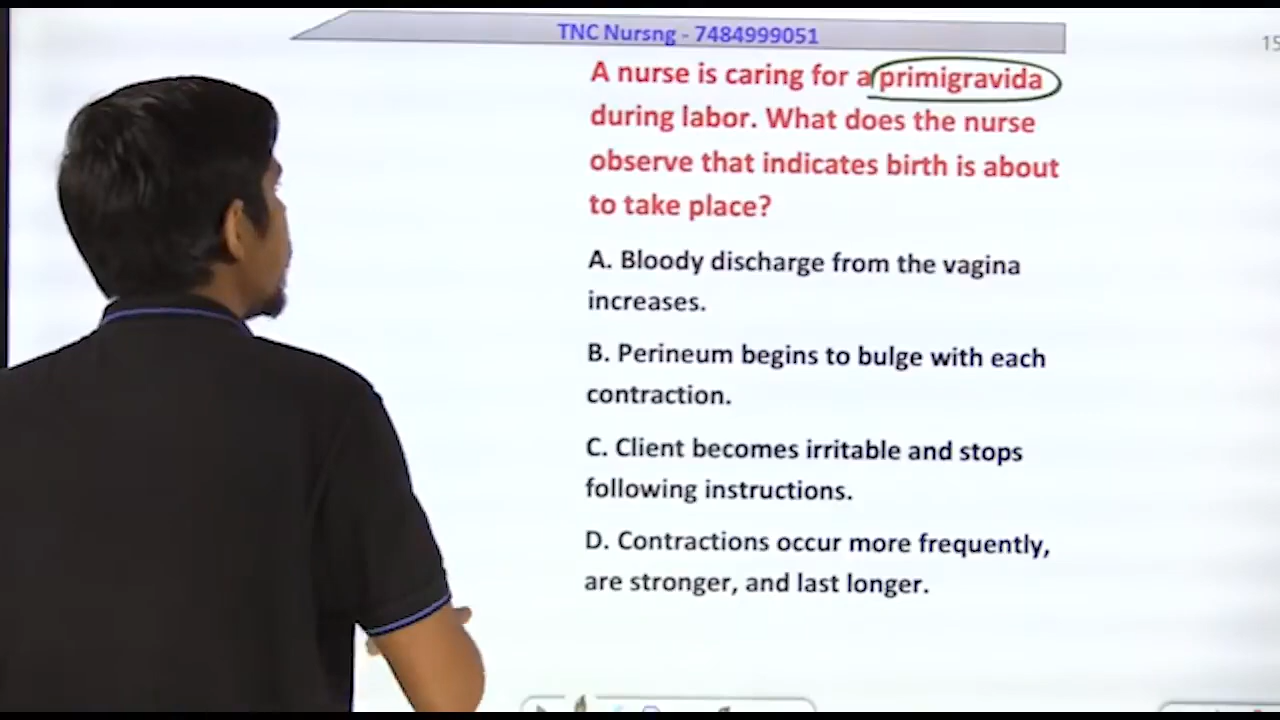 TNC Nursng - 7484999051
15
A nurse is caring for a primigravida
during labor. What does the nurse
observe that indicates birth is about
to take place?
A. Bloody discharge from the vagina
increases.
B. Perineum begins to bulge with each
contraction.
C. Client becomes irritable and stops
following instructions.
D. Contractions occur more frequently,
are stronger, and last longer.